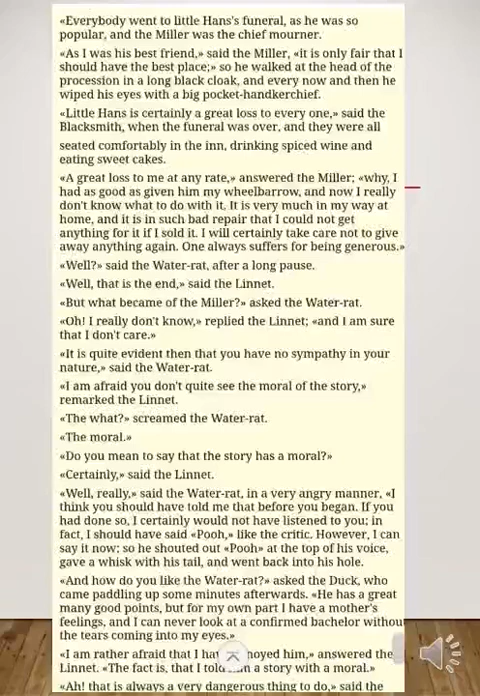 «Everybody went to little Hans's funeral, as he was so
popular, and the Miller was the chief mourner.
«As I was his best friend,» said the Miller, «it is only fair that I
should have the best place;» so he walked at the head of the
procession in a long black cloak, and every now and then he
wiped his eyes with a big pocket-handkerchief.
«Little Hans is certainly a great loss to every one,» said the
Blacksmith, when the funeral was over, and they were all
seated comfortably in the inn, drinking spiced wine and
eating sweet cakes.
«A great loss to me at any rate,» answered the Miller; «why, I
had as good as given him my wheelbarrow, and now I really
don't know what to do with it. It is very much in my way at
home, and it is in such bad repair that I could not get
anything for it if I sold it. I will certainly take care not to give
away anything again. One always suffers for being generous.»
«Well?» said the Water-rat, after a long pause.
«Well, that is the end,» said the Linnet.
«But what became of the Miller?» asked the Water-rat.
«Oh! I really don't know,» replied the Linnet; «and I am sure
that I don't care.»
«It is quite evident then that you have no sympathy in your
nature,» said the Water-rat.
«I am afraid you don't quite see the moral of the story,»
remarked the Linnet.
«The what?» screamed the Water-rat.
«The moral.»
«Do you mean to say that the story has a moral?»
«Certainly,» said the Linnet.
«Well, really,» said the Water-rat, in a very angry manner, «I
think you should have told me that before you began. If you
had done so, I certainly would not have listened to you; in
fact, I should have said «Pooh,» like the critic. However, I can
say it now; so he shouted out «Pooh» at the top of his voice,
gave a whisk with his tail, and went back into his hole.
«And how do you like the Water-rat?» asked the Duck, who
came paddling up some minutes afterwards. «He has a great
many good points, but for my own part I have a mother's
feelings, and I can never look at a confirmed bachelor without
the tears coming into my eyes.»
«I am rather afraid that I have annoyed him,» answered the
Linnet. «The fact is, that I told him a story with a moral.»
«Ah! that is always a very dangerous thing to do,» said the